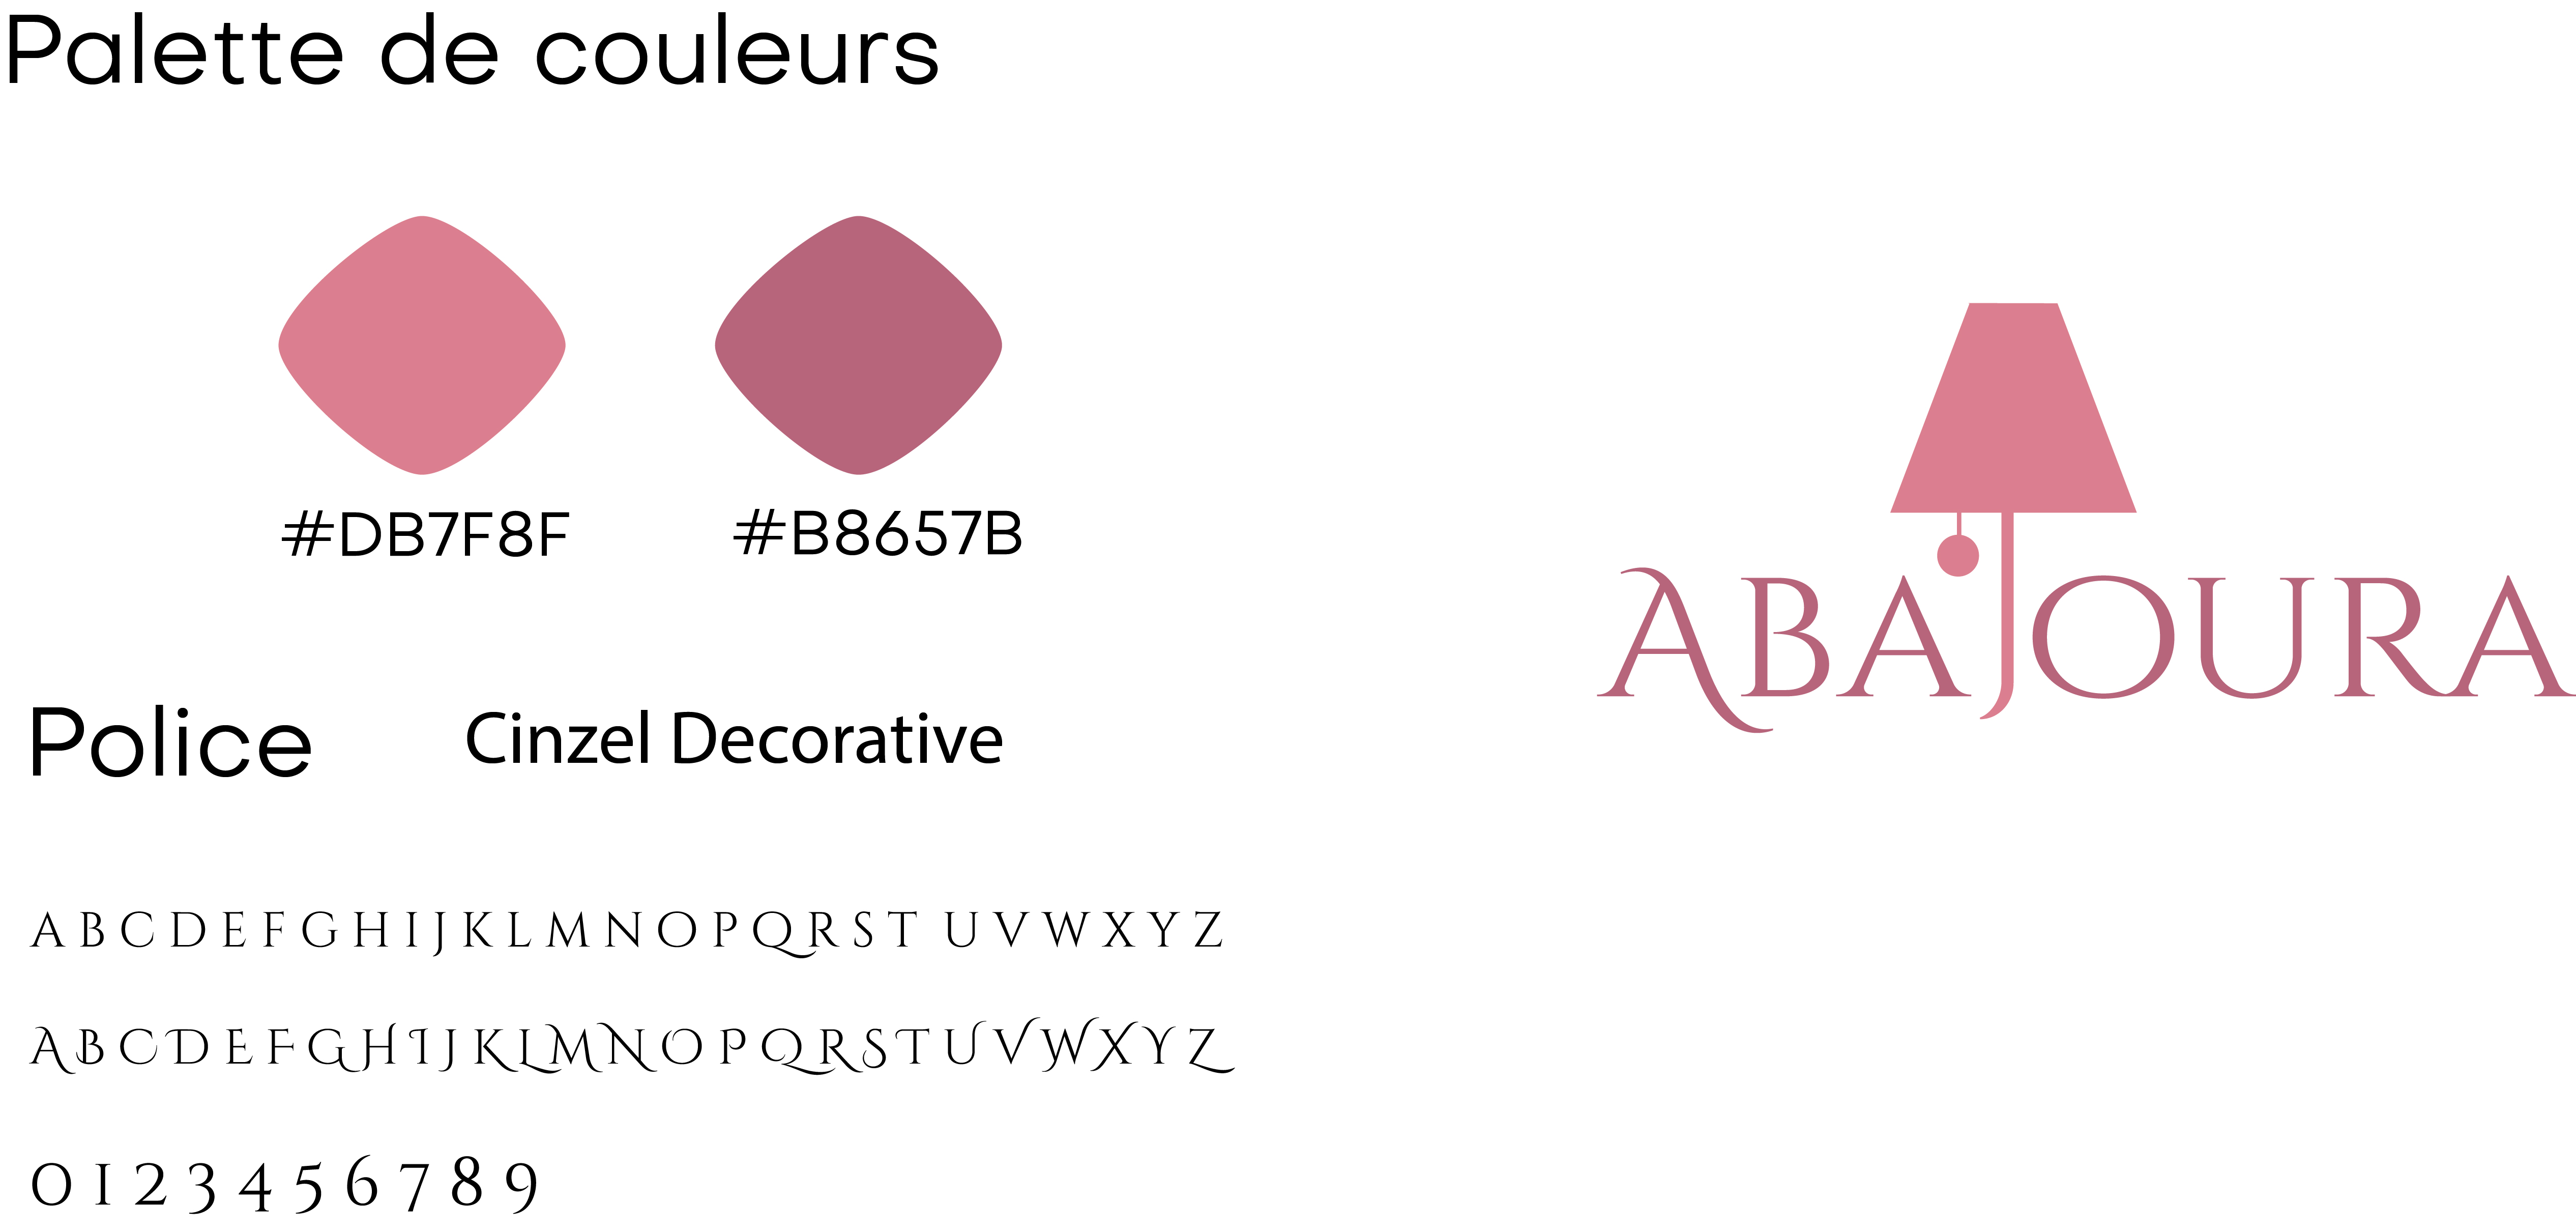 Palette de couleurs
#DB7F8F
#B8657B
ABAJOURA
Police
Cinzel Decorative
A B C D E F G H I J K L M N O P Q R S T U V W X Y Z
A B C D E F G H I J K L M N O P Q R S T U V W X Y Z
0 1 2 3 4 5 6 7 8 9